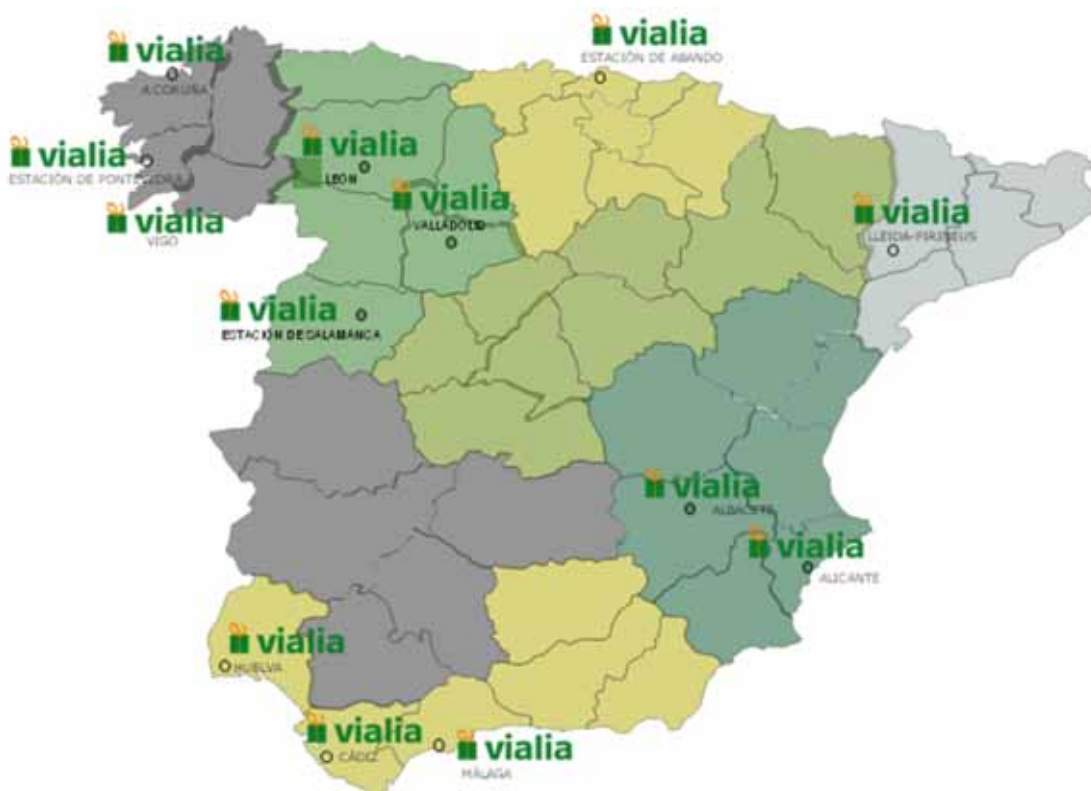 vialia
ESTACIÓN DE ABANDO
vialia
A CORUÑA
vialia
ESTACIÓN DE PONTEVEDRA
vialia
LEÓN
vialia
VALLADOLID
vialia
VIGO
vialia
LLEIDA-PIRINEUS
vialia
ESTACIÓN DE SALAMANCA
vialia
ALBACETE
vialia
ALICANTE
vialia
HUELVA
vialia
CÁDIZ
vialia
MÁLAGA